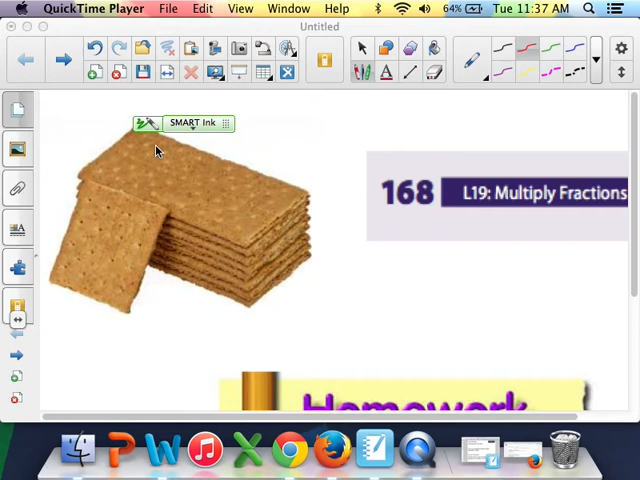 QuickTime Player File Edit View Window Help 64% Tue 11:37 AM
Untitled
SMART Ink
168 L19: Multiply Fractions
Homework